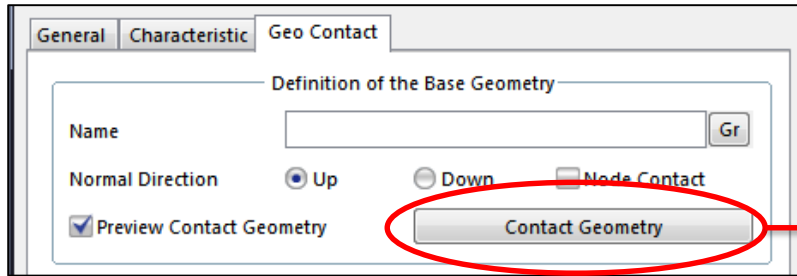 General Characteristic Geo Contact
Definition of the Base Geometry
Name Gr
Normal Direction Up Down Node Contact
Preview Contact Geometry Contact Geometry